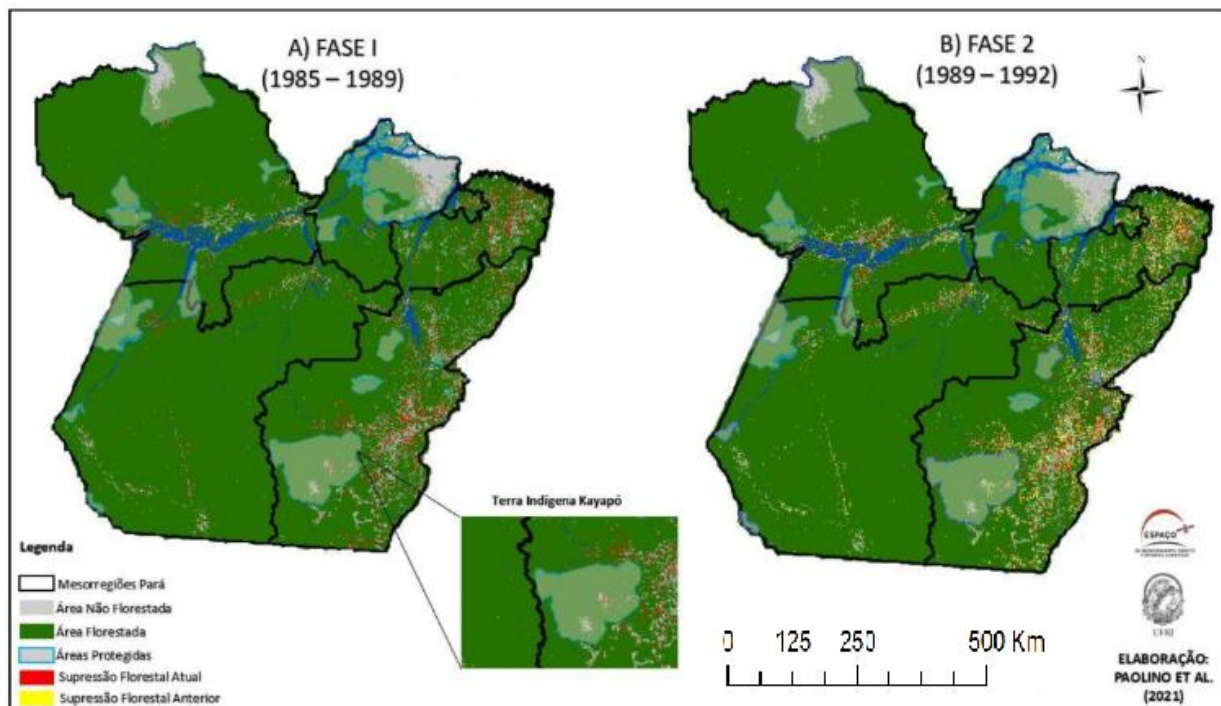 A) FASE I
(1985 – 1989)
B) FASE 2
(1989 – 1992)
N
Terra Indígena Kayapó
Legenda
Mesorregiões Pará
Área Não Florestada
Área Florestada
Áreas Protegidas
Supressão Florestal Atual
Supressão Florestal Anterior
0 125 250 500 Km
ESPAÇO
UFRJ
ELABORAÇÃO:
PAOLINO ET AL.
(2021)